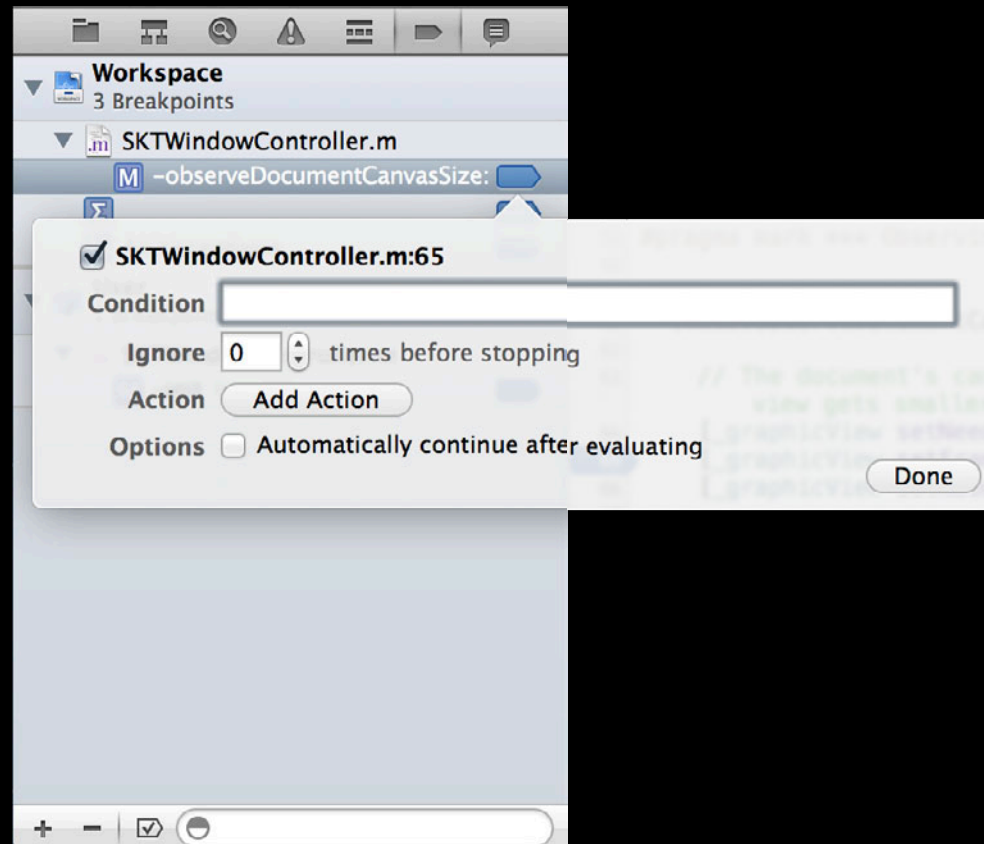 Workspace
3 Breakpoints
.m SKTWindowController.m
M -observeDocumentCanvasSize:
Σ
SKTWindowController.m:65
Condition
Ignore 0 times before stopping
Action Add Action
Options Automatically continue after evaluating
Done
+ -